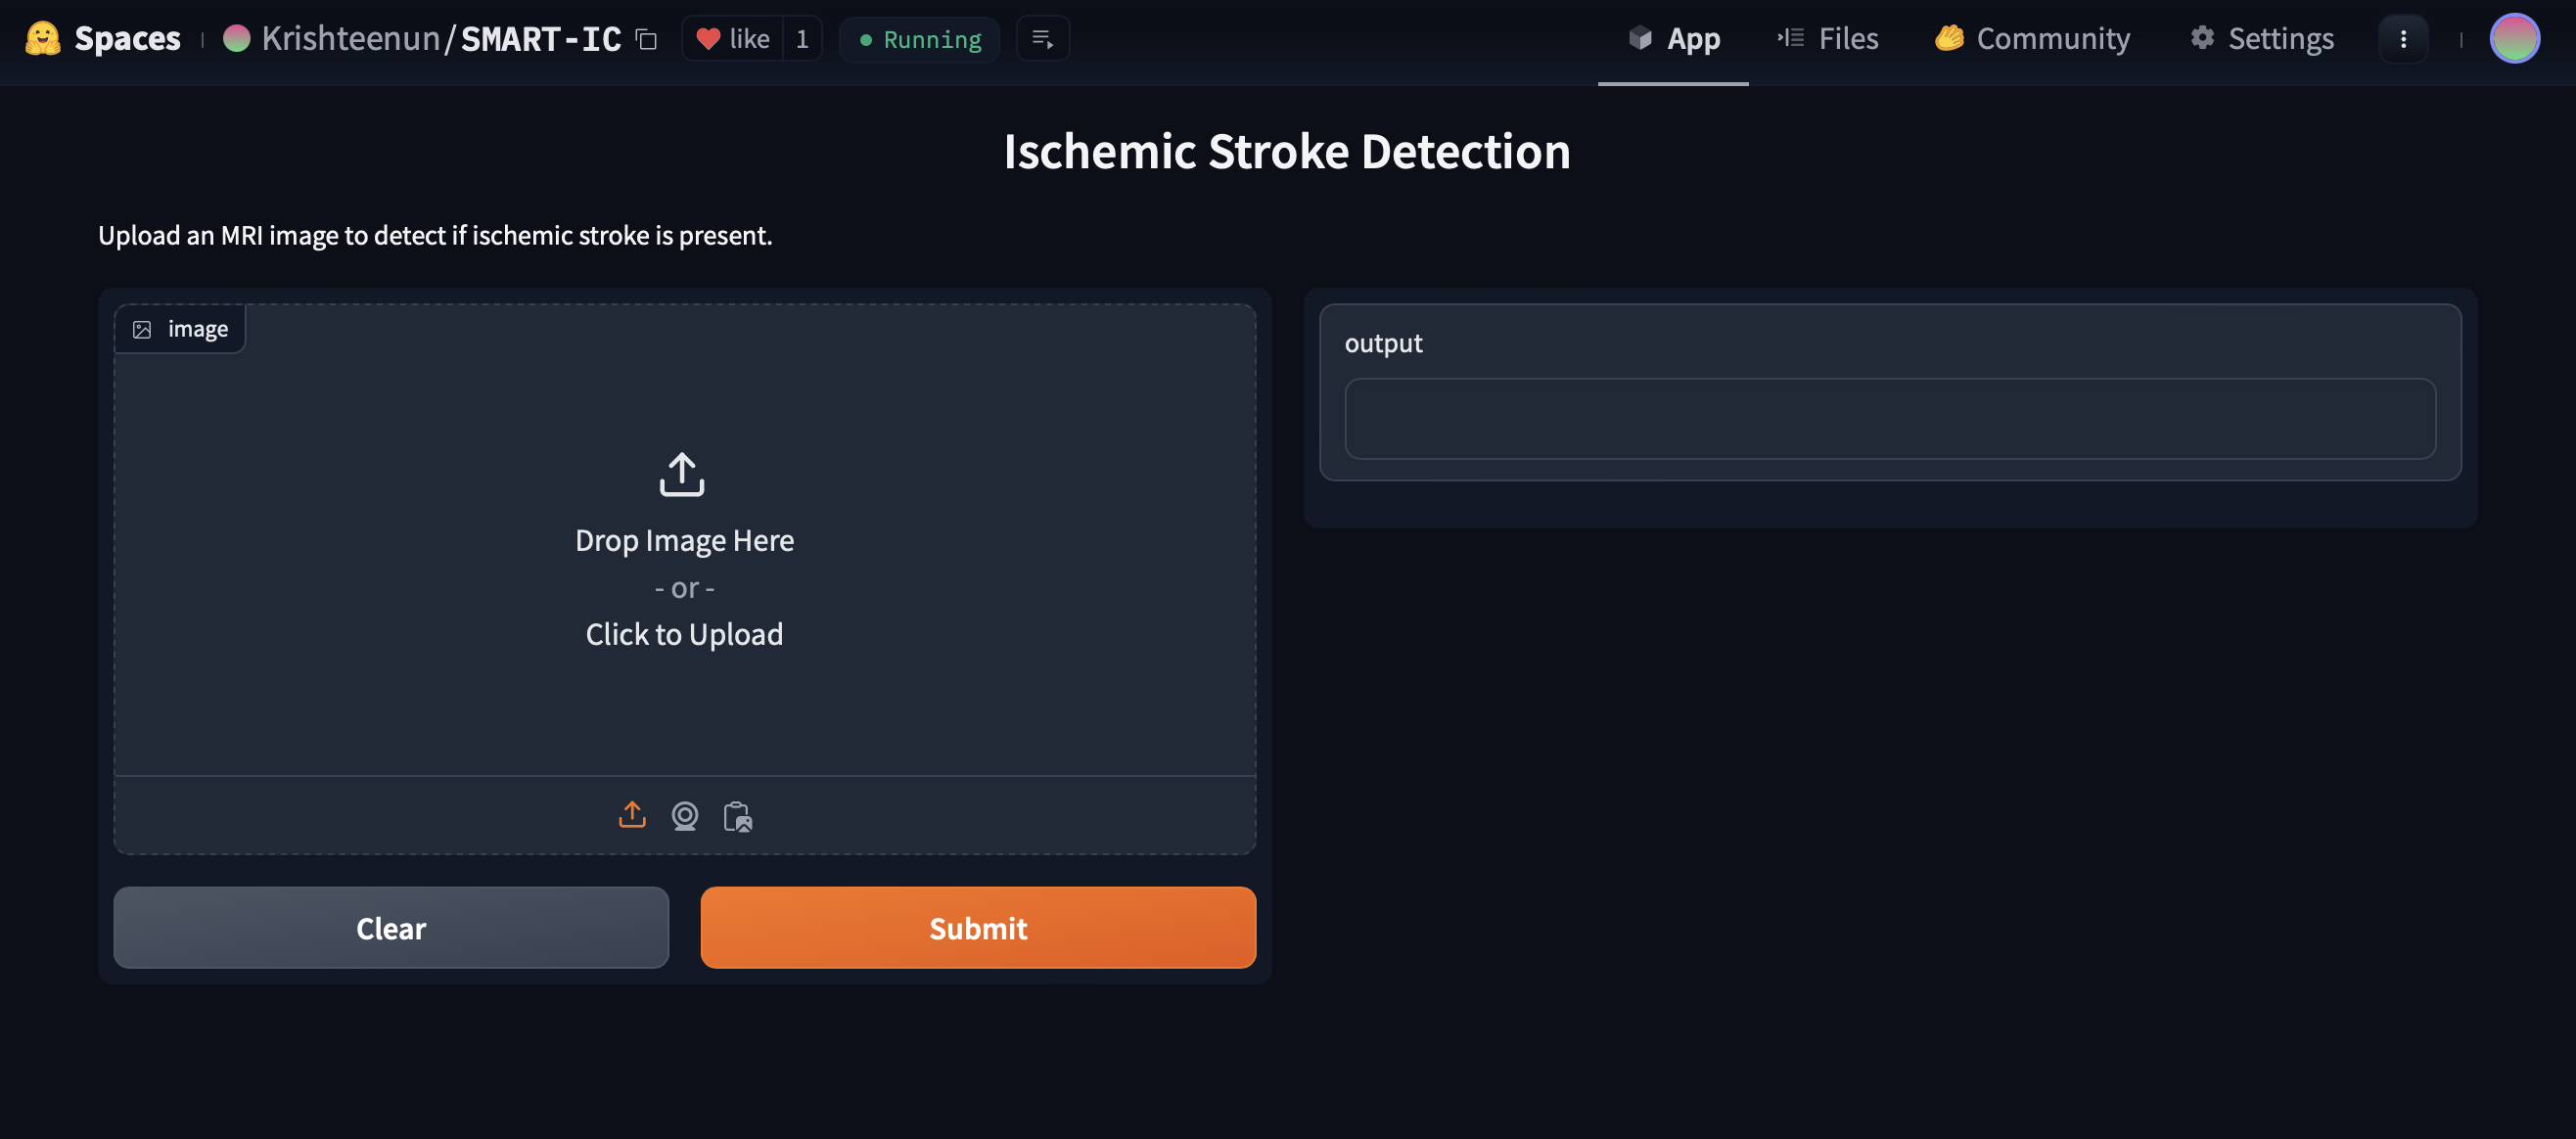 Spaces Krishteenun/SMART-IC like 1 Running App Files Community Settings
Ischemic Stroke Detection
Upload an MRI image to detect if ischemic stroke is present.
image
Drop Image Here
- or -
Click to Upload
Clear Submit
output